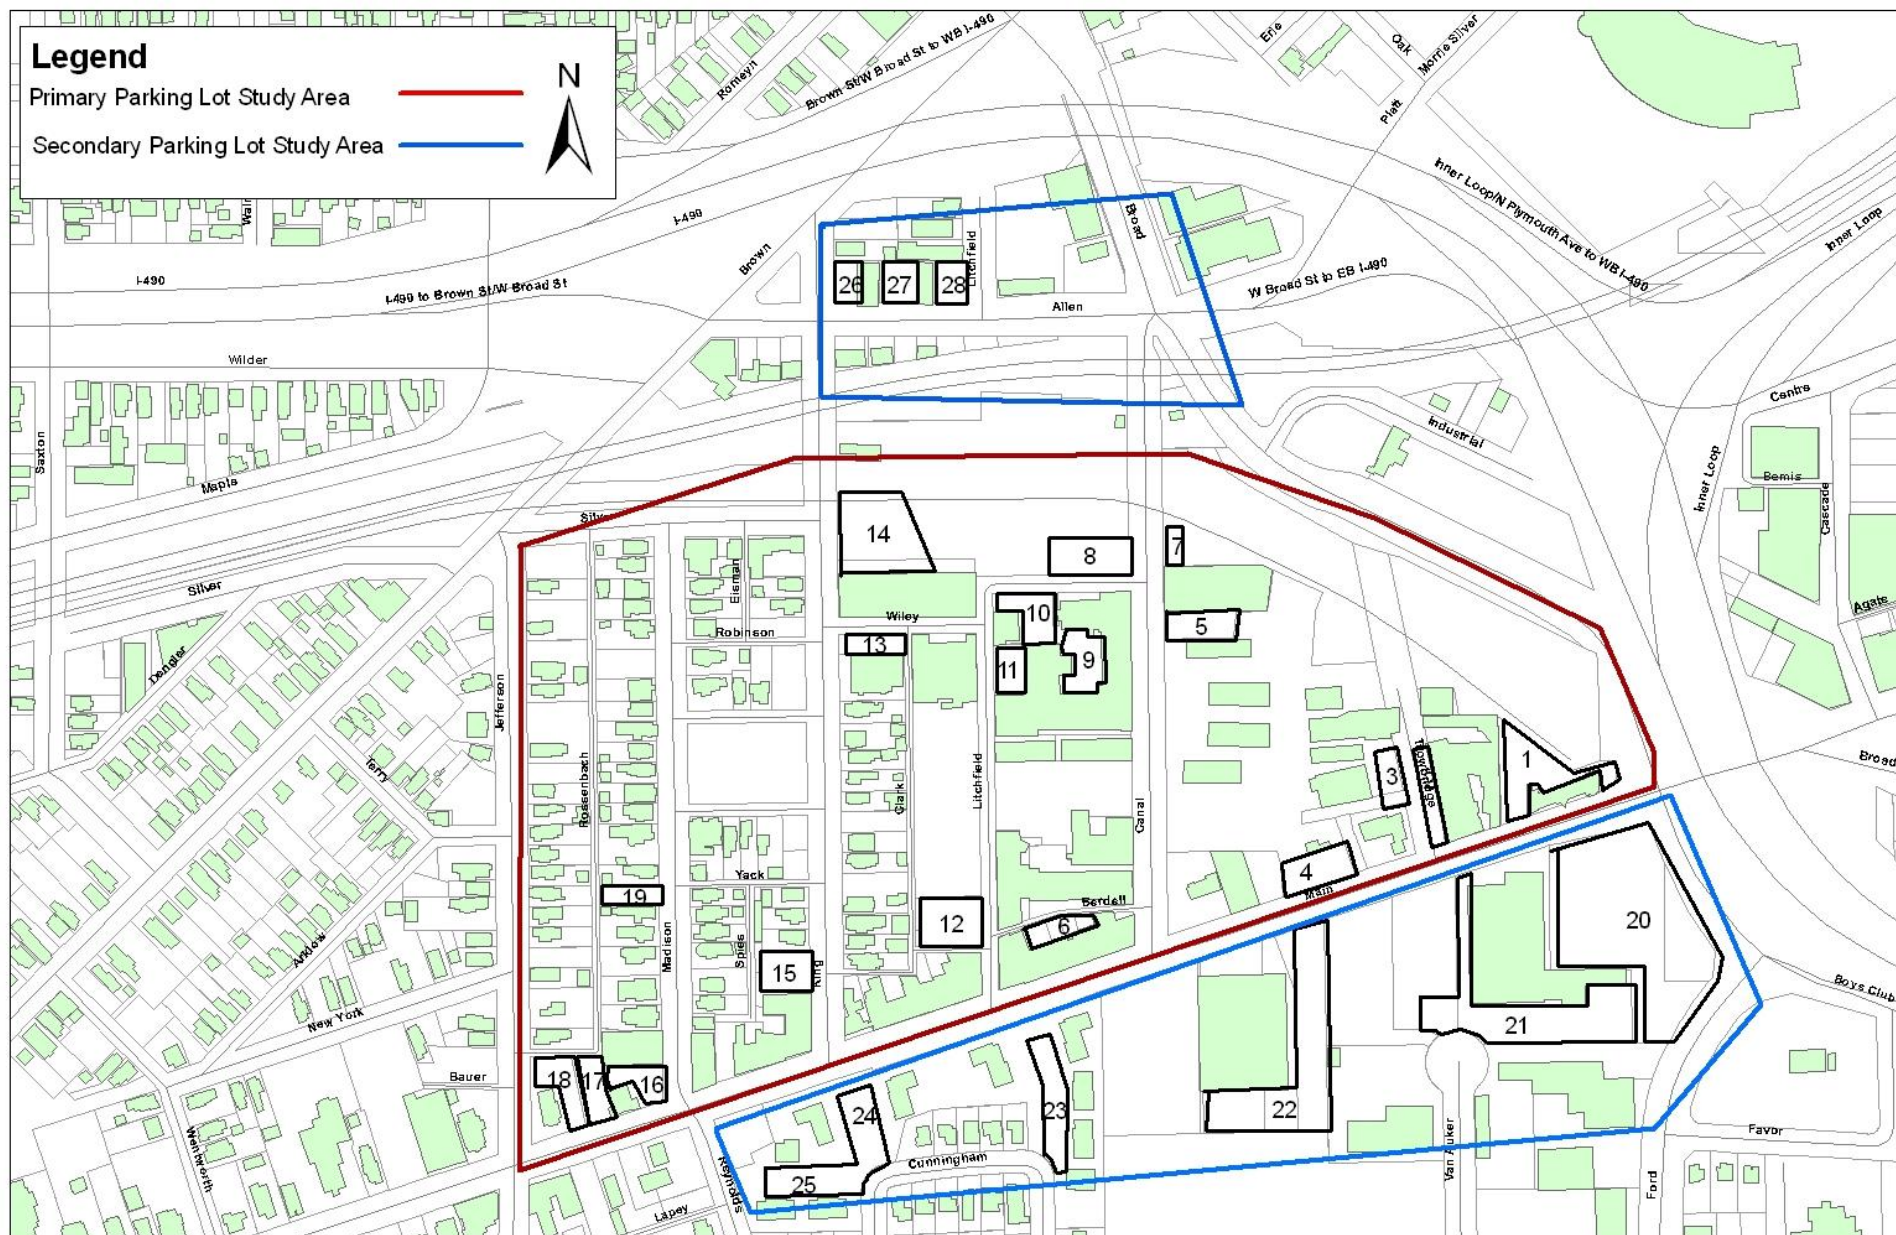 Legend
Primary Parking Lot Study Area
Secondary Parking Lot Study Area
N
Romeyn
Brown St/W Broad St to WB I-490
Erie
Oak
Morrie Silver
Platt
Inner Loop/N Plymouth Ave to WB I-490
Inner Loop
I-490
Brown
Litchfield
Broad
I-490
I-490 to Brown St/W Broad St
26
27
28
W Broad St to EB I-490
Allen
Wilder
Centre
Industrial
Saxton
Maple
Inner Loop
Bemis
Cascade
Silver
14
8
7
Eisman
Silver
Agate
Wiley
10
5
Robinson
13
Dengler
11
9
Jefferson
Terry
Rossenbach
Clark
Litchfield
Canal
3
Trowbridge
1
Broad
Yack
4
Main
19
12
Berdell
6
20
Arklow
Madison
Spies
15
King
Boys Club
New York
21
Bauer
18
17
16
24
23
22
Van Auker
Favor
Wentworth
Reynolds
Cunningham
25
Ford
Lapey